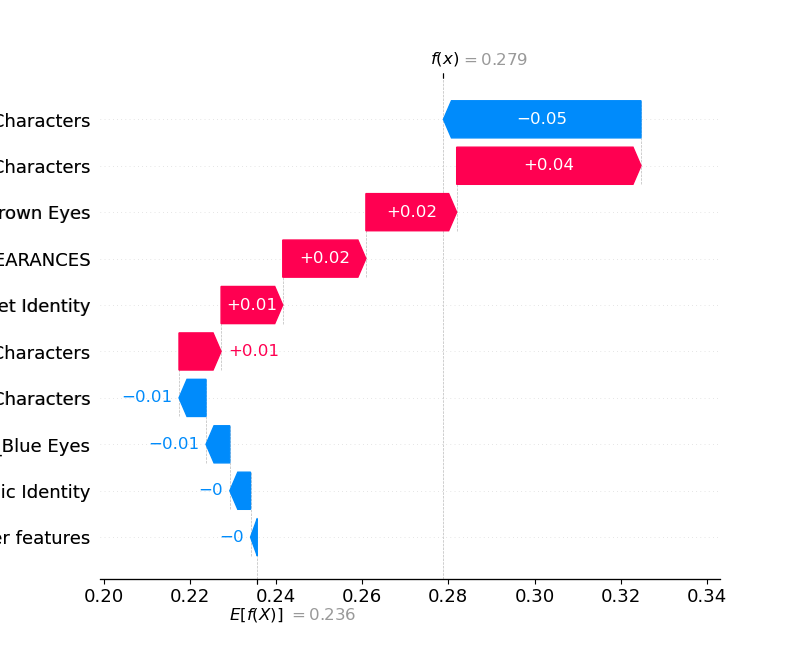 f(x) = 0.279
Characters −0.05
Characters +0.04
rown Eyes +0.02
EARANCES +0.02
et Identity +0.01
Characters +0.01
Characters −0.01
_Blue Eyes −0.01
ic Identity −0
er features −0
0.20 0.22 0.24 0.26 0.28 0.30 0.32 0.34
E[f(X)] = 0.236